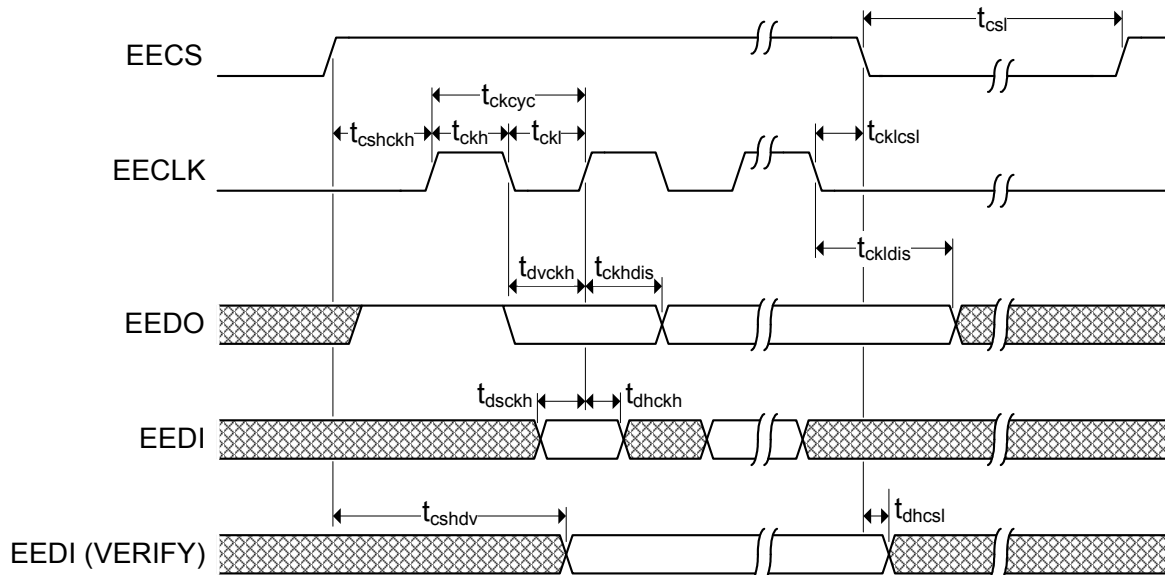 t_csl
EECS
t_ckcyc
t_cshckh t_ckh t_ckl t_cklcsl
EECLK
t_dvckh t_ckhdis t_ckldis
EEDO
t_dsckh t_dhckh
EEDI
t_cshdv t_dhcsl
EEDI (VERIFY)